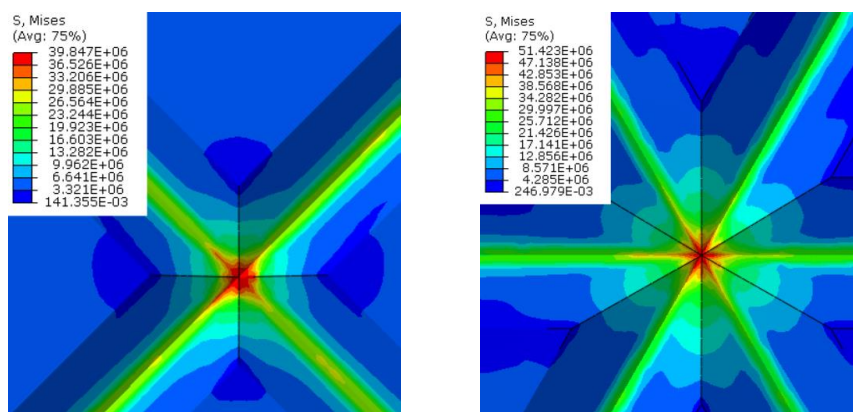 S, Mises
(Avg: 75%)
39.847E+06
36.526E+06
33.206E+06
29.885E+06
26.564E+06
23.244E+06
19.923E+06
16.603E+06
13.282E+06
9.962E+06
6.641E+06
3.321E+06
141.355E-03
S, Mises
(Avg: 75%)
51.423E+06
47.138E+06
42.853E+06
38.568E+06
34.282E+06
29.997E+06
25.712E+06
21.426E+06
17.141E+06
12.856E+06
8.571E+06
4.285E+06
246.979E-03